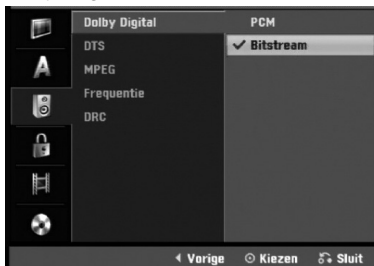 Dolby Digital
DTS
MPEG
Frequentie
DRC
PCM
✓ Bitstream
A
Vorige
Kiezen
Sluit